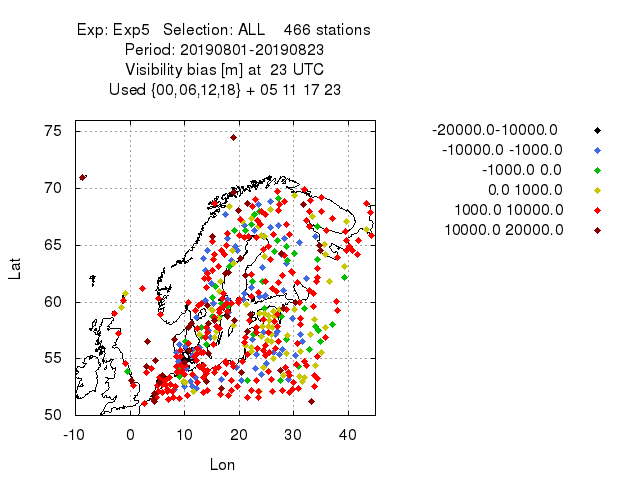 Exp: Exp5 Selection: ALL 466 stations
Period: 20190801-20190823
Visibility bias [m] at 23 UTC
Used {00,06,12,18} + 05 11 17 23
-20000.0-10000.0
-10000.0 -1000.0
-1000.0 0.0
0.0 1000.0
1000.0 10000.0
10000.0 20000.0
75
70
65
60
55
50
Lat
-10 0 10 20 30 40
Lon